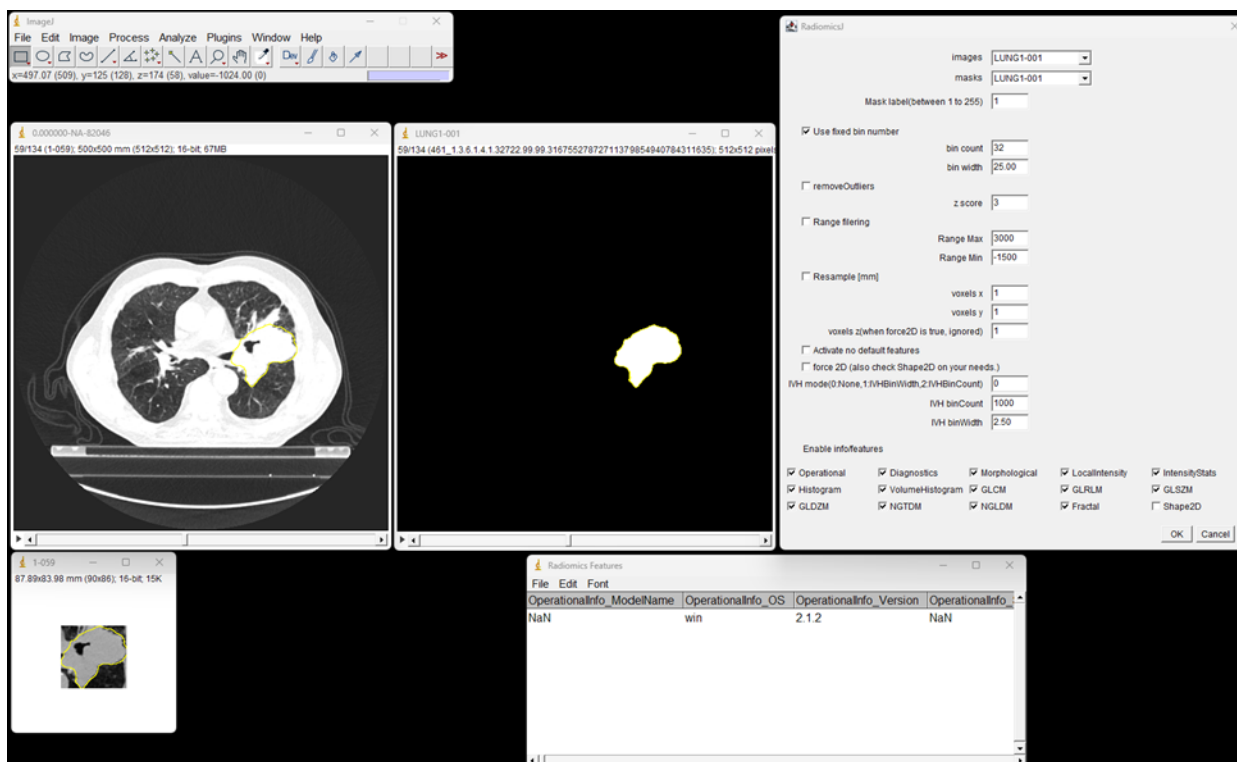 ImageJ
File Edit Image Process Analyze Plugins Window Help
Dev
x=497.07 (509), y=125 (128), z=174 (58), value=-1024.00 (0)
0.000000-NA-82046
59/134 (1-059); 500x500 mm (512x512); 16-bit; 67MB
LUNG1-001
59/134 (461_1.3.6.1.4.1.32722.99.99.316755278727113798549407843116​35); 512x512 pixels
RadiomicsJ
images LUNG1-001
masks LUNG1-001
Mask label(between 1 to 255) 1
Use fixed bin number
bin count 32
bin width 25.00
removeOutliers
z.score 3
Range filering
Range Max 3000
Range Min -1500
Resample [mm]
voxels x 1
voxels y 1
voxels z(when force2D is true, ignored) 1
Activate no default features
force 2D (also check Shape2D on your needs.)
IVH mode(0:None,1:IVHBinWidth,2:IVHBinCount) 0
IVH binCount 1000
IVH binWidth 2.50
Enable info/features
Operational Diagnostics Morphological LocalIntensity IntensityStats
Histogram VolumeHistogram GLCM GLRLM GLSZM
GLDZM NGTDM NGLDM Fractal Shape2D
OK Cancel
1-059
87.89x83.98 mm (90x86); 16-bit; 15K
Radiomics Features
File Edit Font
OperationalInfo_ModelName OperationalInfo_OS OperationalInfo_Version OperationalInfo_
NaN win 2.1.2 NaN